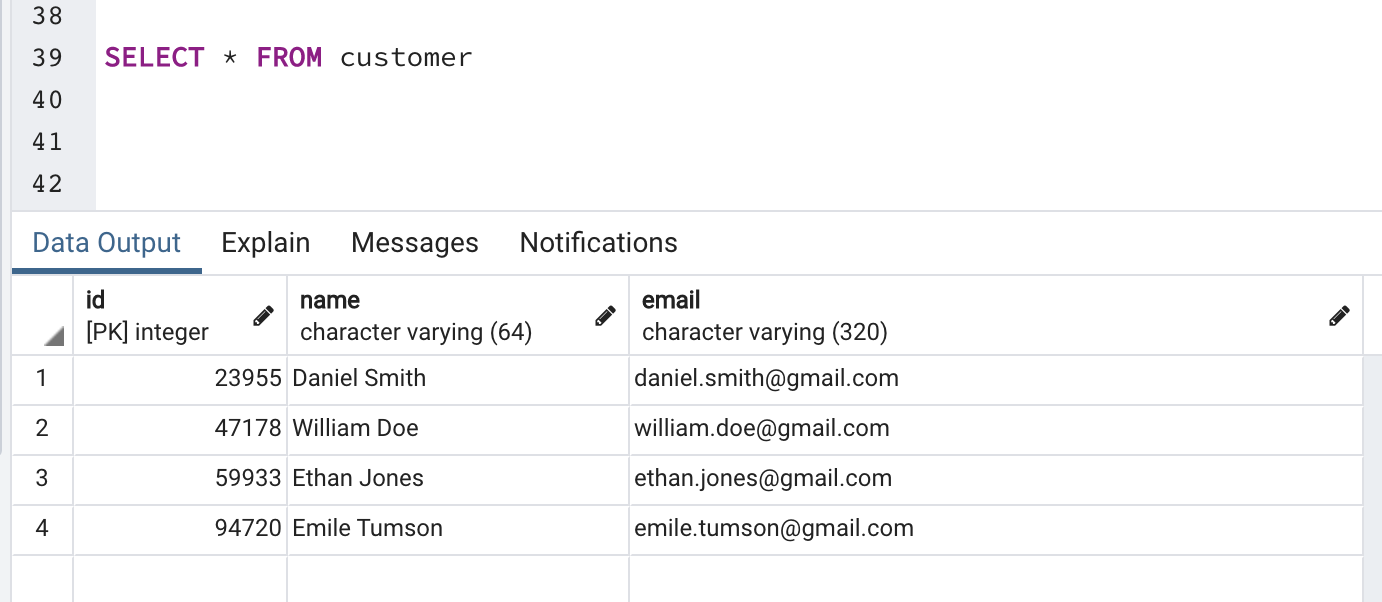 38
39 SELECT * FROM customer
40
41
42
Data Output Explain Messages Notifications
id name email
[PK] integer character varying (64) character varying (320)
1 23955 Daniel Smith daniel.smith@gmail.com
2 47178 William Doe william.doe@gmail.com
3 59933 Ethan Jones ethan.jones@gmail.com
4 94720 Emile Tumson emile.tumson@gmail.com